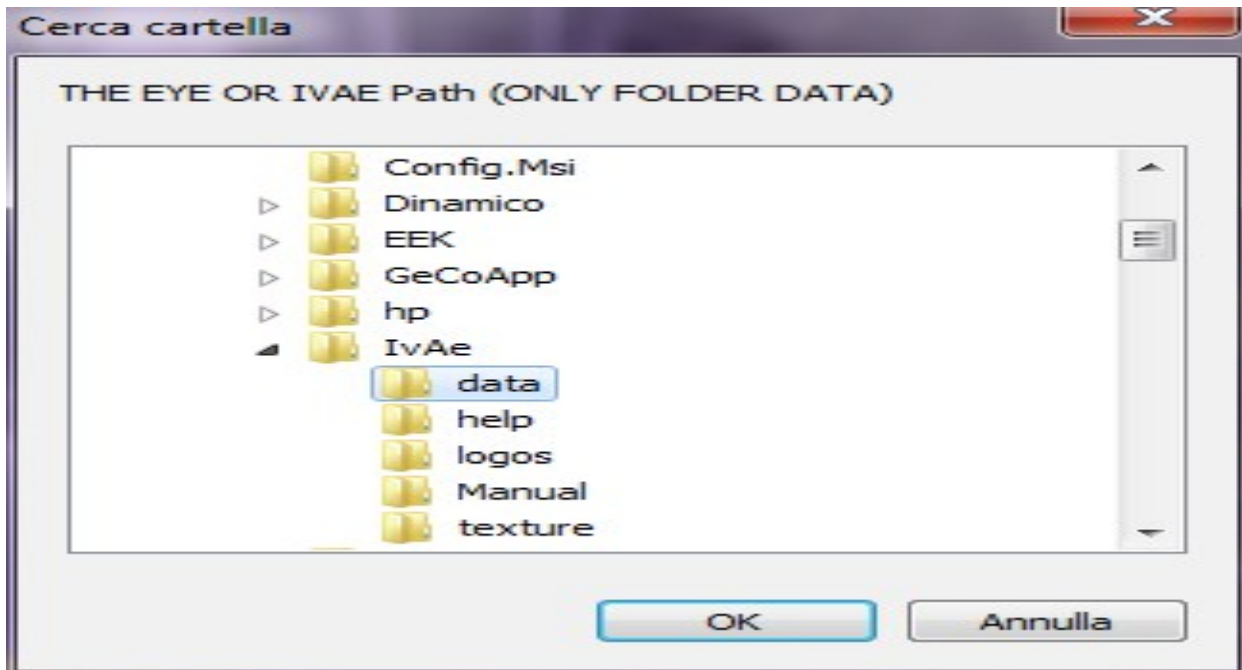 Cerca cartella
THE EYE OR IVAE Path (ONLY FOLDER DATA)
Config.Msi
Dinamico
EEK
GeCoApp
hp
IvAe
data
help
logos
Manual
texture
OK Annulla